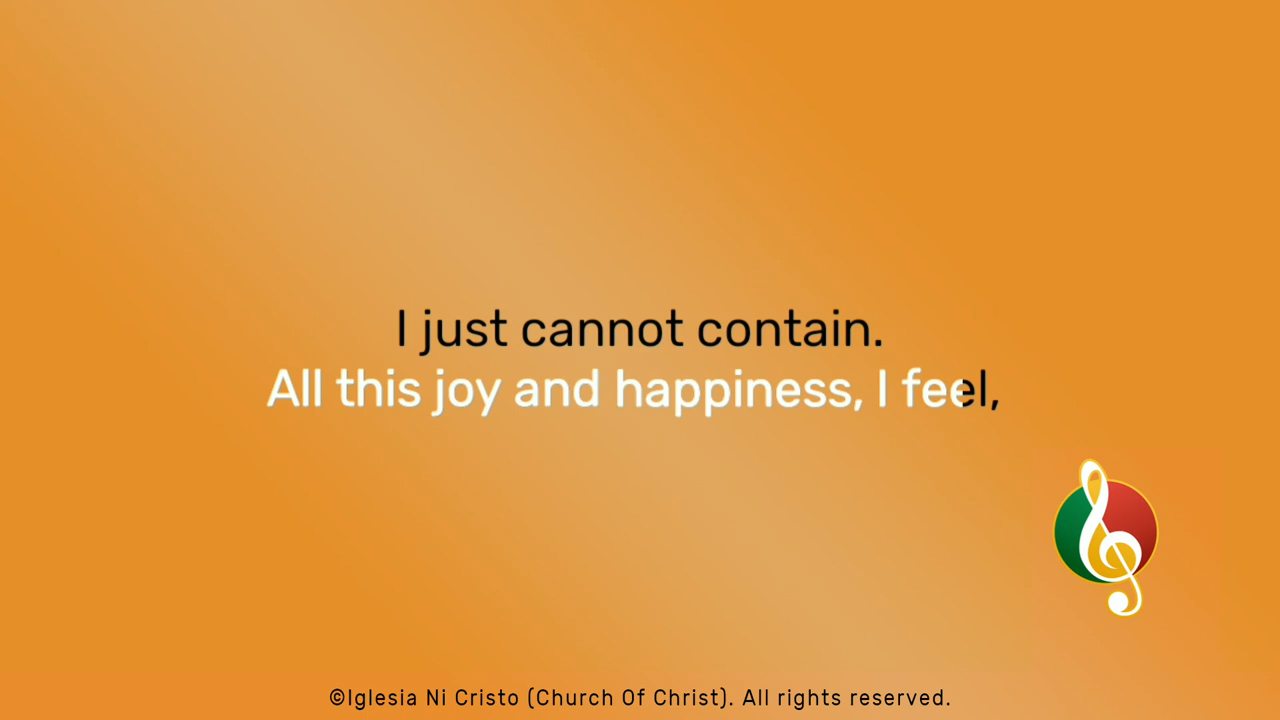 I just cannot contain.
All this joy and happiness, I feel,
©Iglesia Ni Cristo (Church Of Christ). All rights reserved.